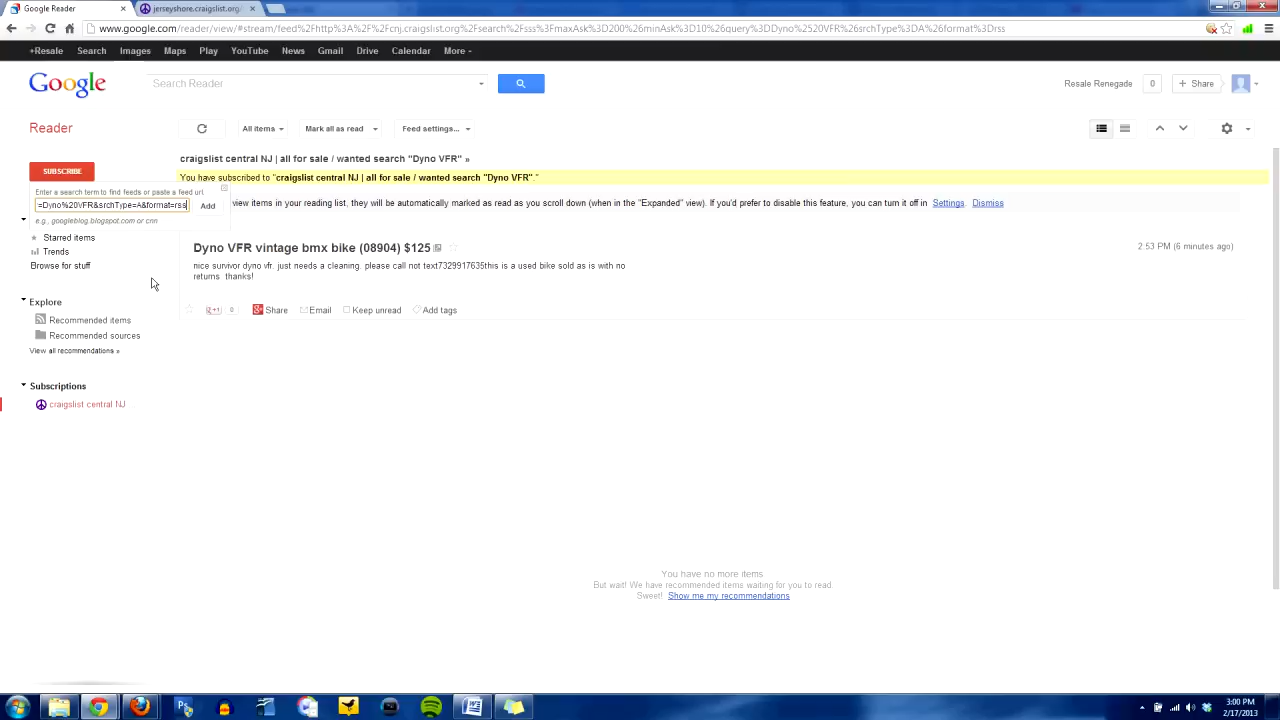 Google Reader
jerseyshore.craigslist.org/
www.google.com/reader/view/#stream/feed%2Fhttp%3A%2F%2Fcnj.craigslist.org%2Fsearch%2Fsss%3FmaxAsk%3D200%26minAsk%3D10%26query%3DDyno%2520VFR%26srchType%3DA%26format%3Drss
+Resale Search Images Maps Play YouTube News Gmail Drive Calendar More
Google
Search Reader
Resale Renegade 0 + Share
Reader
All items Mark all as read Feed settings...
craigslist central NJ | all for sale / wanted search "Dyno VFR" »
SUBSCRIBE
You have subscribed to "craigslist central NJ | all for sale / wanted search "Dyno VFR"."
Enter a search term to find feeds or paste a feed url.
=Dyno%20VFR&srchType=A&format=rss Add
e.g., googleblog.blogspot.com or cnn
view items in your reading list, they will be automatically marked as read as you scroll down (when in the "Expanded" view). If you'd prefer to disable this feature, you can turn it off in Settings. Dismiss
Starred items
Trends
Browse for stuff
Dyno VFR vintage bmx bike (08904) $125
2:53 PM (6 minutes ago)
nice survivor dyno vfr. just needs a cleaning. please call not text7329917635this is a used bike sold as is with no
returns thanks!
+1 0 Share Email Keep unread Add tags
Explore
Recommended items
Recommended sources
View all recommendations »
Subscriptions
craigslist central NJ
You have no more items
But wait! We have recommended items waiting for you to read.
Sweet! Show me my recommendations
3:00 PM
2/17/2013